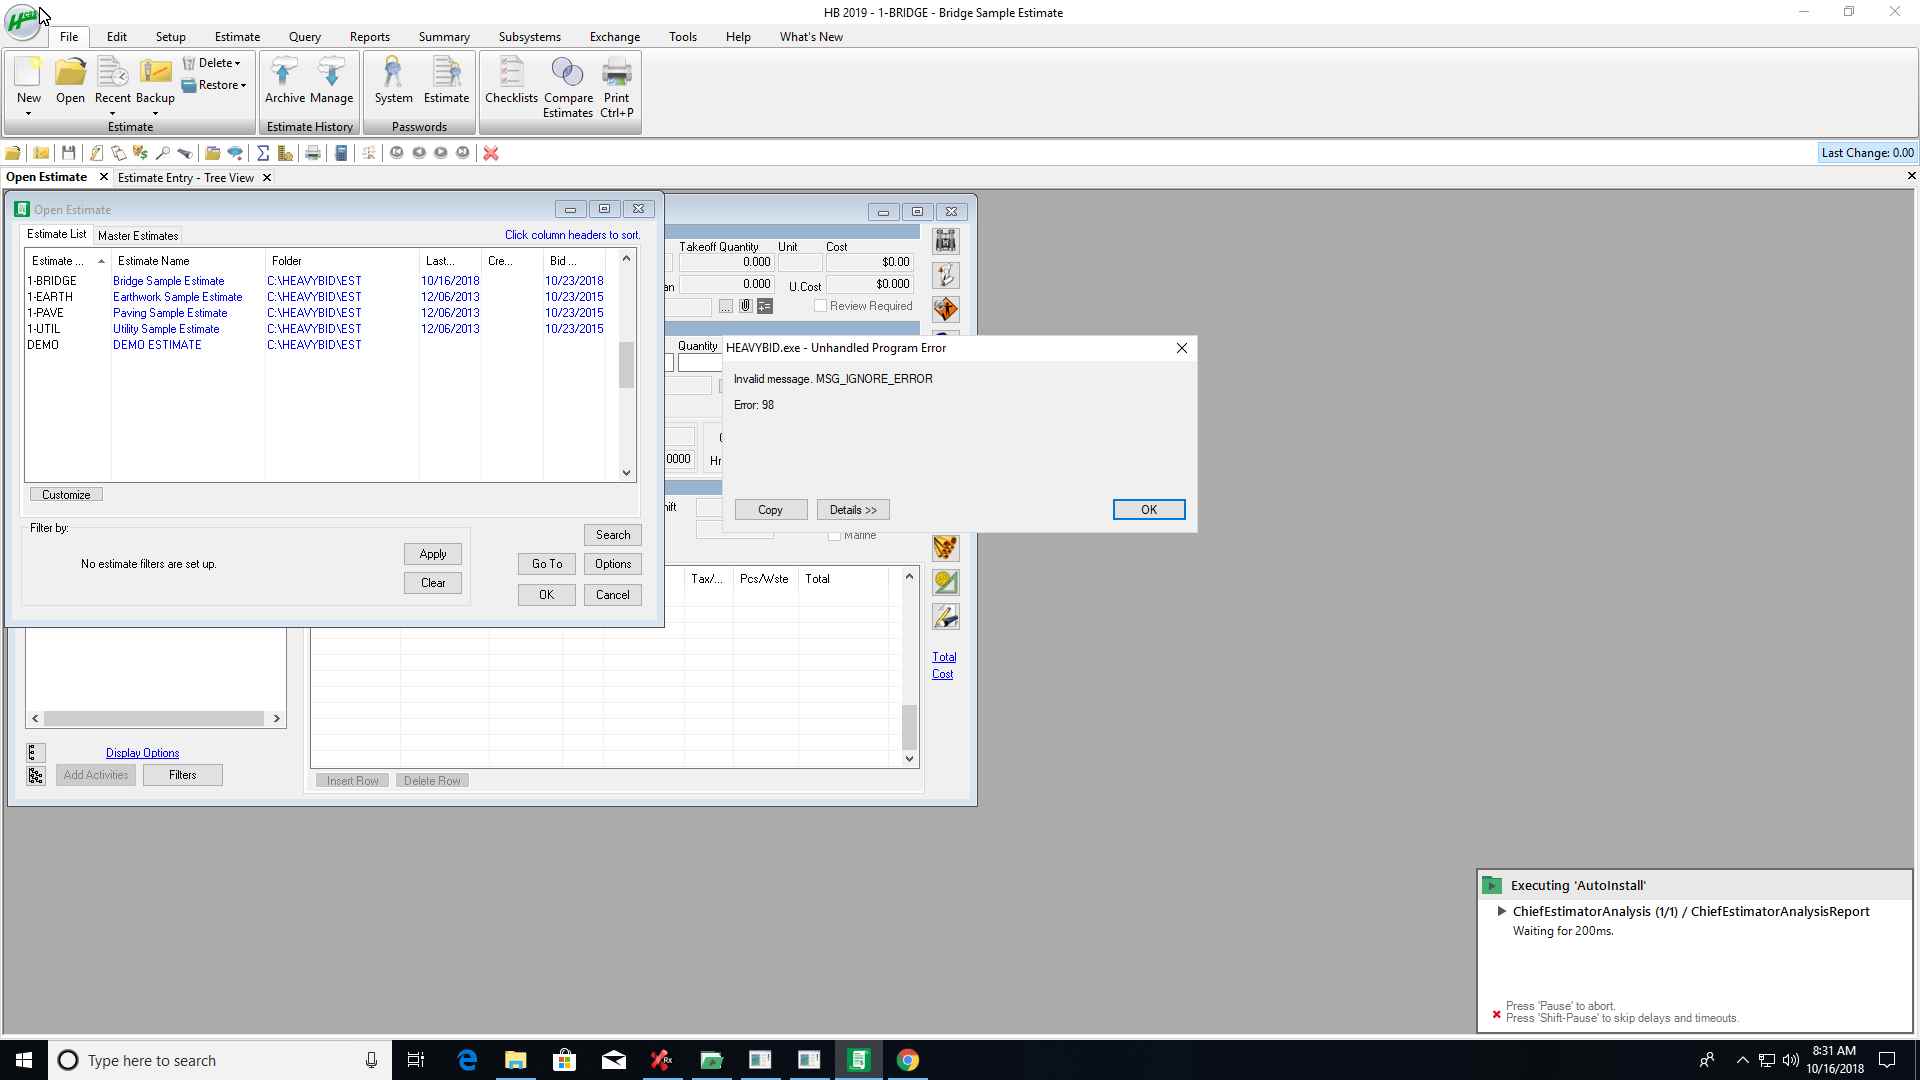 HB 2019 - 1-BRIDGE - Bridge Sample Estimate
File Edit Setup Estimate Query Reports Summary Subsystems Exchange Tools Help What's New
New Open Recent Backup Delete Restore
Estimate
Archive Manage
Estimate History
System Estimate
Passwords
Checklists Compare Estimates Print Ctrl+P
Last Change: 0.00
Open Estimate Estimate Entry - Tree View
Open Estimate
Estimate List Master Estimates Click column headers to sort.
Estimate ... Estimate Name Folder Last... Cre... Bid ...
1-BRIDGE Bridge Sample Estimate C:\HEAVYBID\EST 10/16/2018 10/23/2018
1-EARTH Earthwork Sample Estimate C:\HEAVYBID\EST 12/06/2013 10/23/2015
1-PAVE Paving Sample Estimate C:\HEAVYBID\EST 12/06/2013 10/23/2015
1-UTIL Utility Sample Estimate C:\HEAVYBID\EST 12/06/2013 10/23/2015
DEMO DEMO ESTIMATE C:\HEAVYBID\EST
Customize
Filter by:
No estimate filters are set up.
Apply
Clear
Search
Go To Options
OK Cancel
Takeoff Quantity Unit Cost
0.000 $0.00
an 0.000 U.Cost $0.000
... Review Required
Quantity
0000 Hr
ift
Marine
HEAVYBID.exe - Unhandled Program Error
Invalid message. MSG_IGNORE_ERROR
Error: 98
Copy Details >> OK
Tax/... Pcs/Wste Total
Total
Cost
Display Options
Add Activities Filters
Insert Row Delete Row
Executing 'AutoInstall'
ChiefEstimatorAnalysis (1/1) / ChiefEstimatorAnalysisReport
Waiting for 200ms.
Press 'Pause' to abort.
Press 'Shift-Pause' to skip delays and timeouts.
Type here to search
8:31 AM
10/16/2018